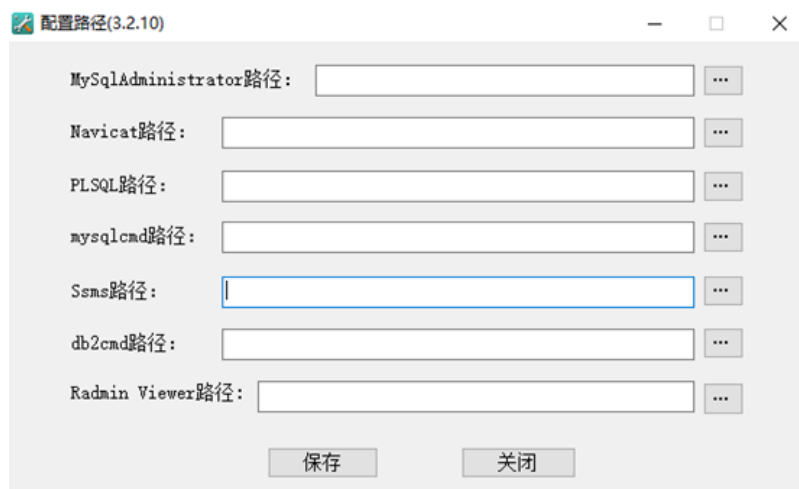 配置路径(3.2.10)
MySqlAdministrator路径: ...
Navicat路径: ...
PLSQL路径: ...
mysqlcmd路径: ...
Ssms路径: ...
db2cmd路径: ...
Radmin Viewer路径: ...
保存 关闭